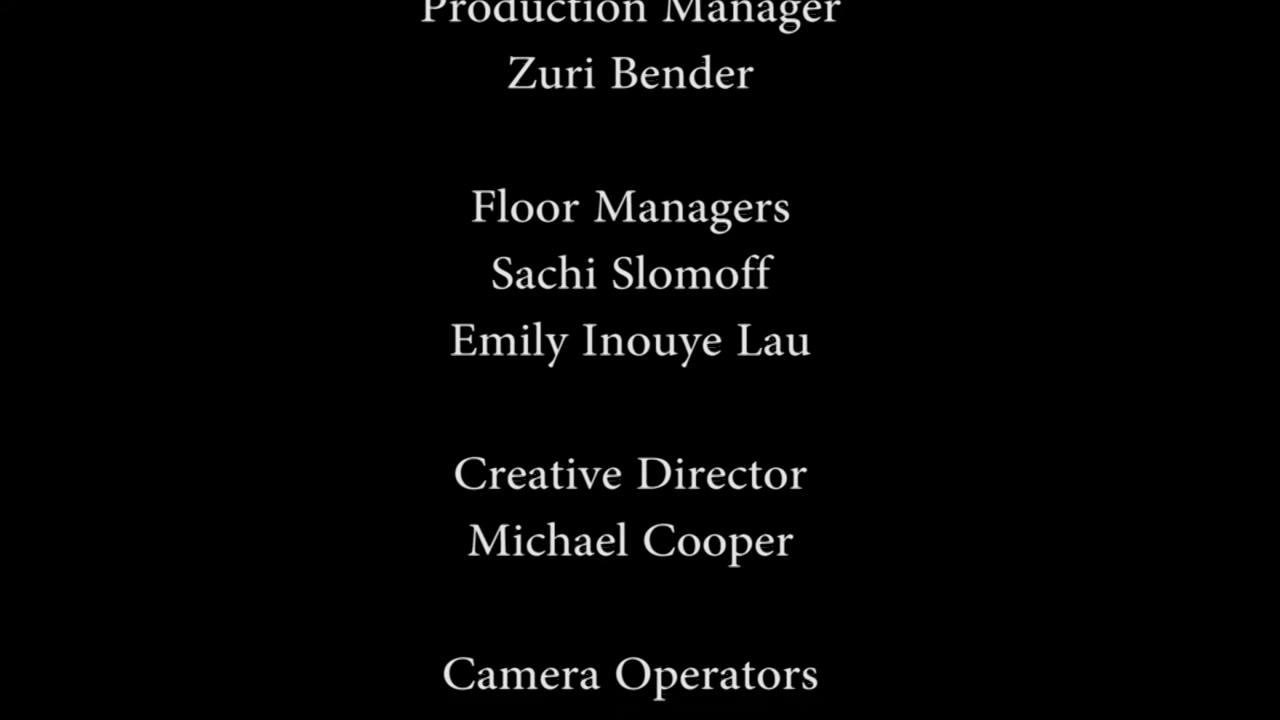 Production Manager
Zuri Bender
Floor Managers
Sachi Slomoff
Emily Inouye Lau
Creative Director
Michael Cooper
Camera Operators